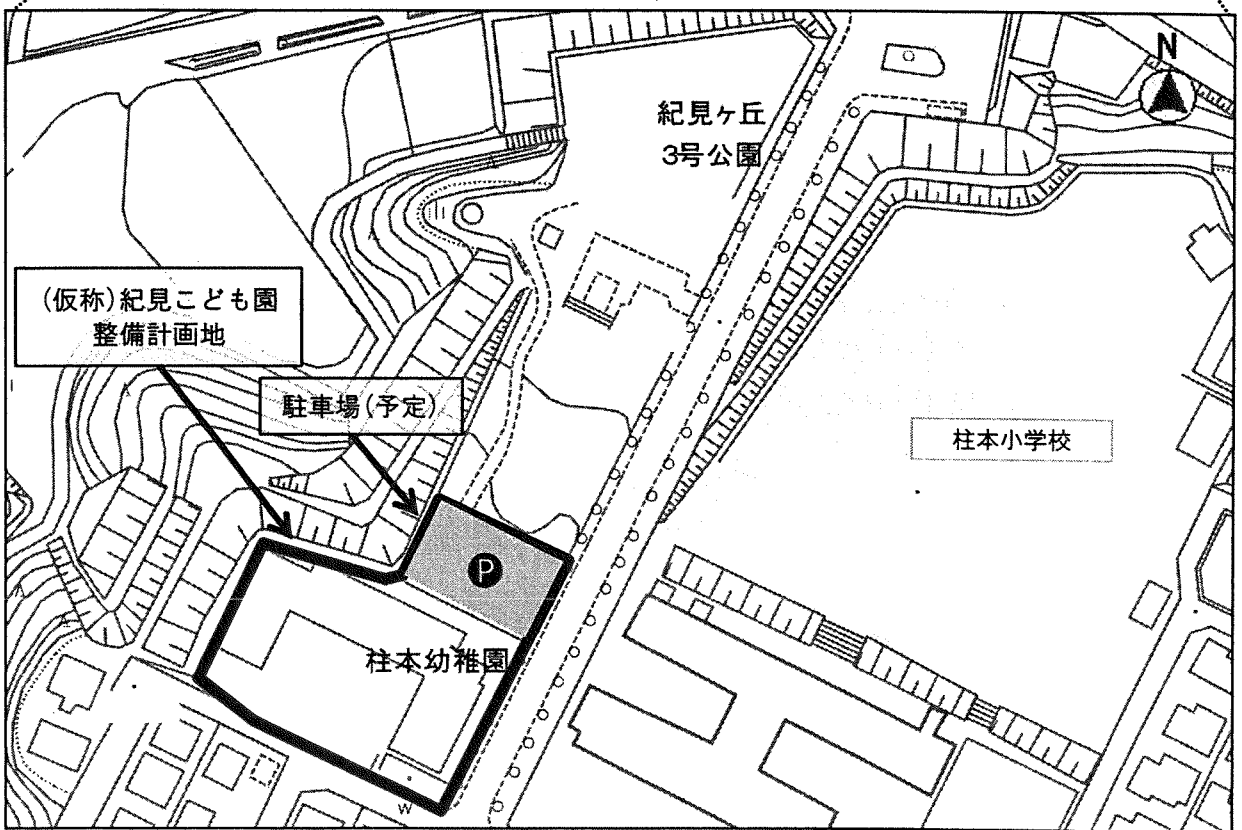 N
紀見ヶ丘
3号公園
(仮称)紀見こども園
整備計画地
駐車場(予定)
柱本小学校
P
柱本幼稚園
W